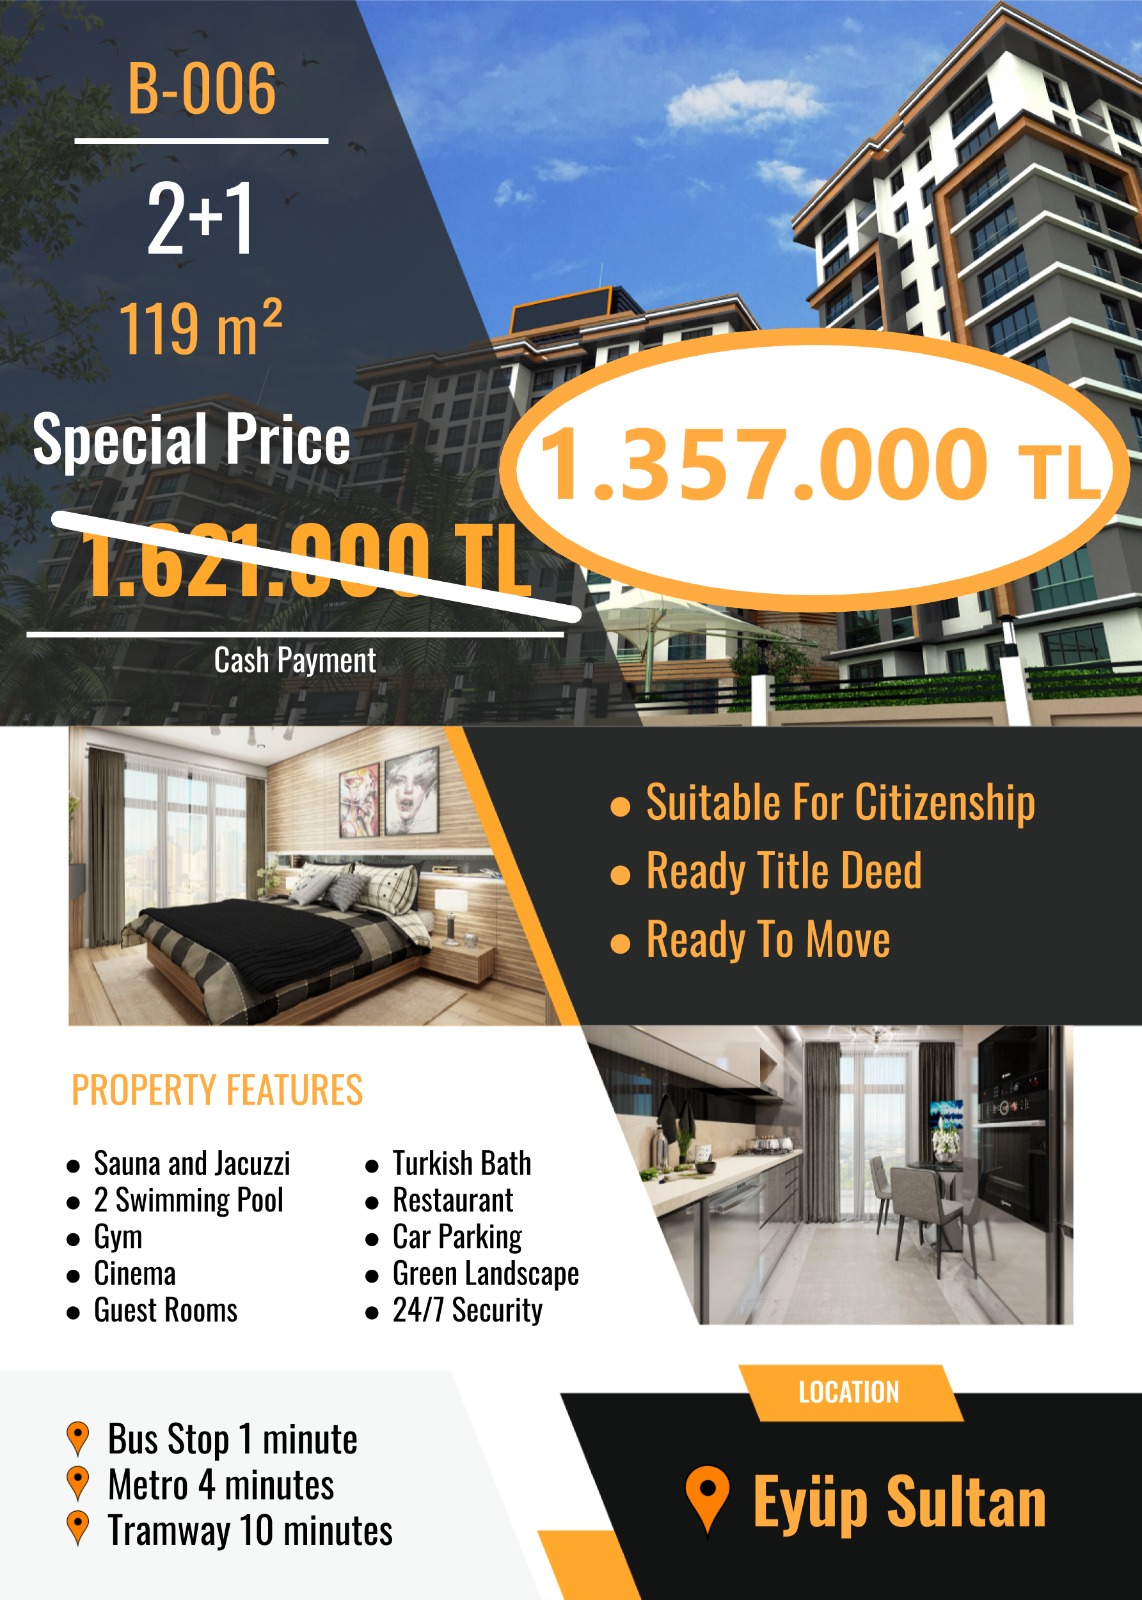 B-006
2+1
119 m²
Special Price
1.621.000 TL
1.357.000 TL
Cash Payment
Suitable For Citizenship
Ready Title Deed
Ready To Move
PROPERTY FEATURES
Sauna and Jacuzzi
2 Swimming Pool
Gym
Cinema
Guest Rooms
Turkish Bath
Restaurant
Car Parking
Green Landscape
24/7 Security
Bus Stop 1 minute
Metro 4 minutes
Tramway 10 minutes
LOCATION
Eyüp Sultan